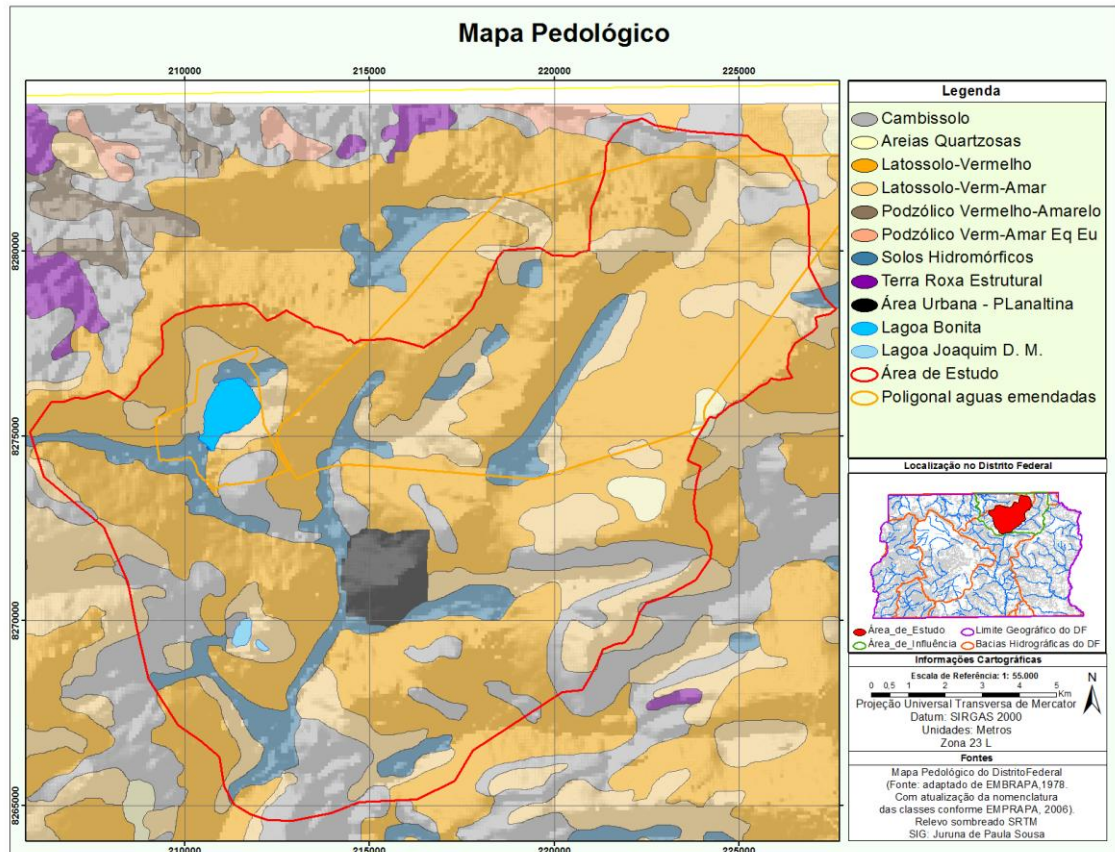 Mapa Pedológico
210000
215000
220000
225000
8280000
8275000
8270000
8265000
210000
215000
220000
225000
Legenda
Cambissolo
Areias Quartzosas
Latossolo-Vermelho
Latossolo-Verm-Amar
Podzólico Vermelho-Amarelo
Podzólico Verm-Amar Eq Eu
Solos Hidromórficos
Terra Roxa Estrutural
Área Urbana - PLanaltina
Lagoa Bonita
Lagoa Joaquim D. M.
Área de Estudo
Poligonal aguas emendadas
Localização no Distrito Federal
Área_de_Estudo Limite Geográfico do DF
Área_de_Influência Bacias Hidrográficas do DF
Informações Cartográficas
Escala de Referência: 1: 55.000
N
0 0,5 1 2 3 4 5
Km
Projeção Universal Transversa de Mercator
Datum: SIRGAS 2000
Unidades: Metros
Zona 23 L
Fontes
Mapa Pedológico do DistritoFederal
(Fonte: adaptado de EMBRAPA,1978.
Com atualização da nomenclatura
das classes conforme EMPRAPA, 2006).
Relevo sombreado SRTM
SIG: Juruna de Paula Sousa